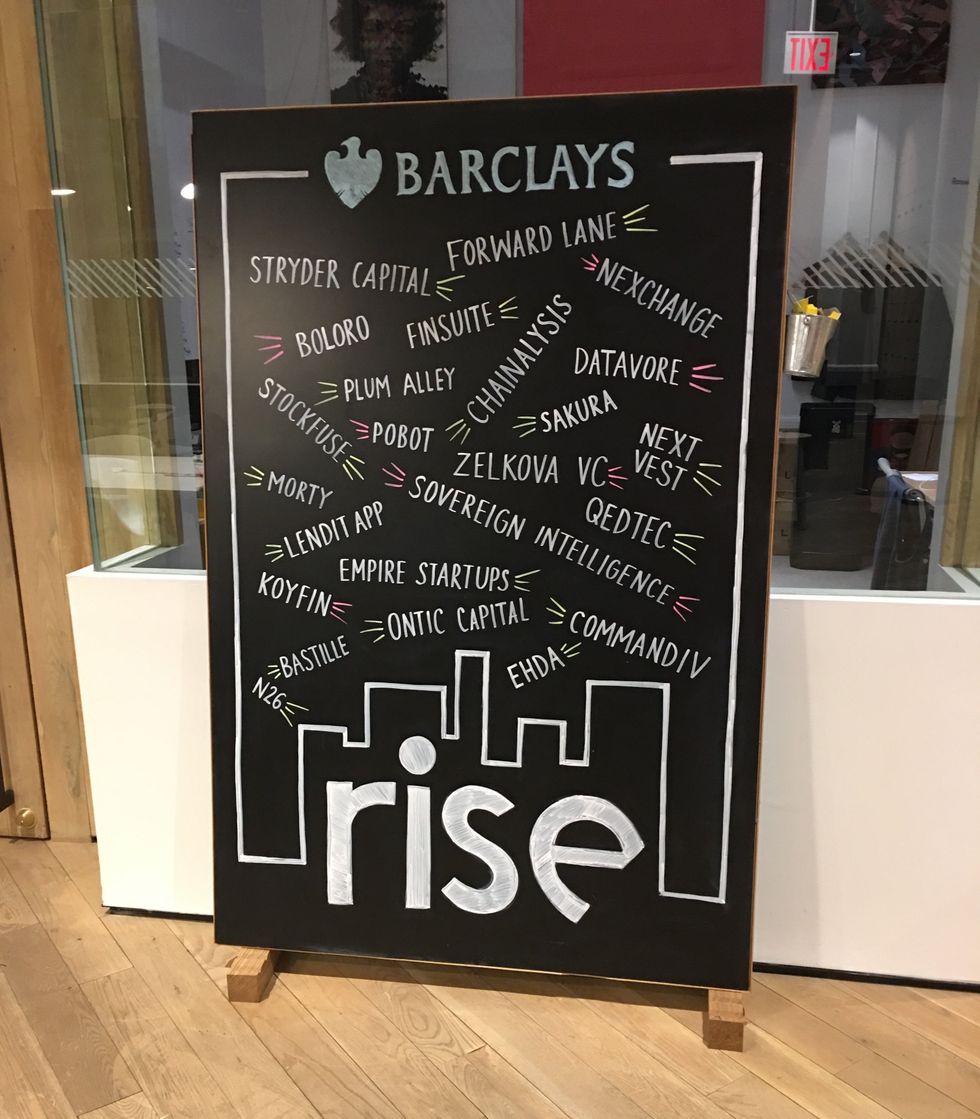 EXIT
BARCLAYS
FORWARD LANE
STRYDER CAPITAL
NEXCHANGE
BOLORO
FINSUITE
CHAINALYSIS
DATAVORE
PLUM ALLEY
STOCKFUSE
SAKURA
POBOT
NEXT
VEST
ZELKOVA VC
MORTY
SOVEREIGN INTELLIGENCE
QEDTEC
LENDIT APP
EMPIRE STARTUPS
KOYFIN
ONTIC CAPITAL
COMMANDIV
BASTILLE
EHDA
N26
rise